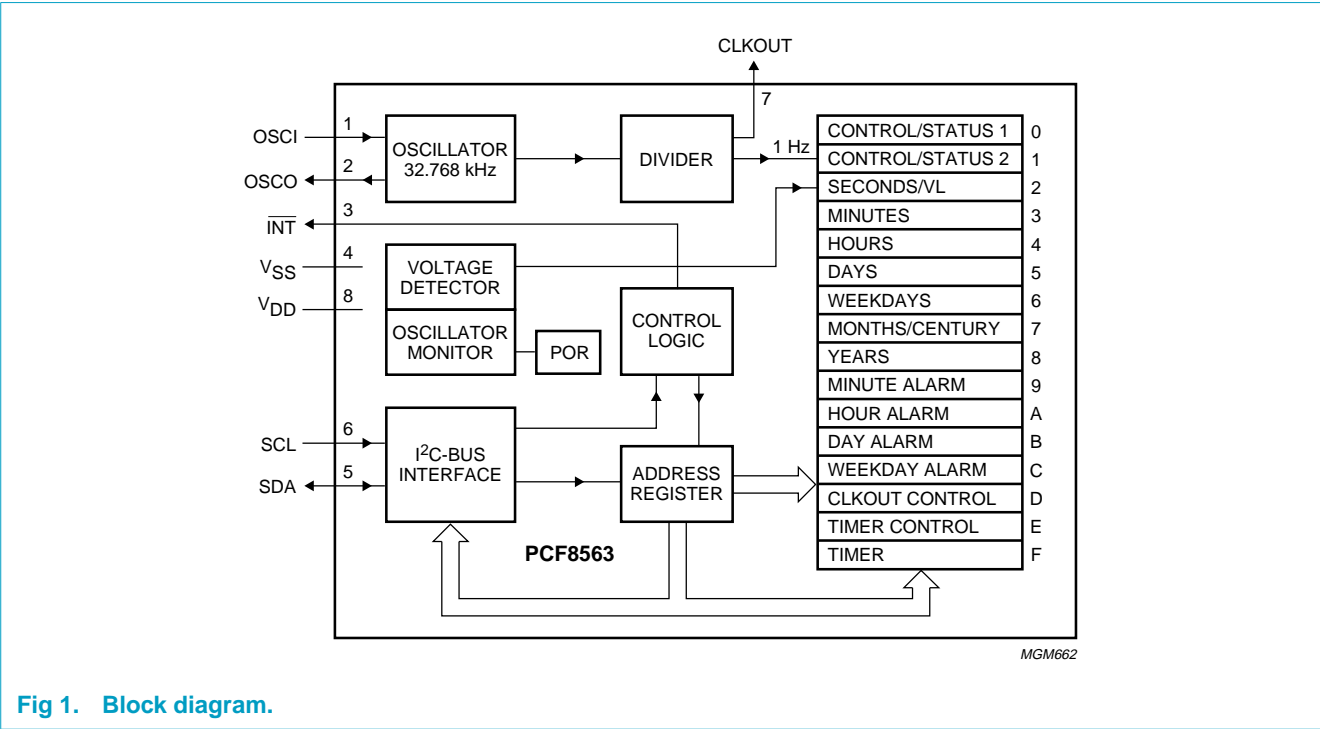 CLKOUT
7
OSCI
1
OSCO
2
INT
3
VSS
4
VDD
8
SCL
6
SDA
5
OSCILLATOR
32.768 kHz
DIVIDER
1 Hz
VOLTAGE
DETECTOR
OSCILLATOR
MONITOR
POR
CONTROL
LOGIC
I2C-BUS
INTERFACE
ADDRESS
REGISTER
PCF8563
CONTROL/STATUS 1 0
CONTROL/STATUS 2 1
SECONDS/VL 2
MINUTES 3
HOURS 4
DAYS 5
WEEKDAYS 6
MONTHS/CENTURY 7
YEARS 8
MINUTE ALARM 9
HOUR ALARM A
DAY ALARM B
WEEKDAY ALARM C
CLKOUT CONTROL D
TIMER CONTROL E
TIMER F
MGM662
Fig 1. Block diagram.